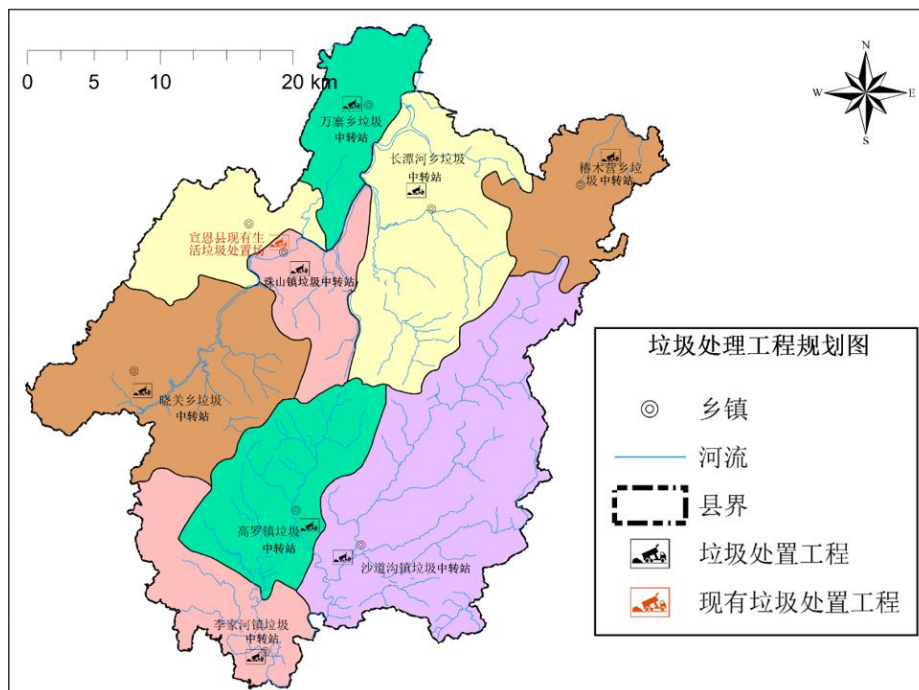 N
W
E
S
0 5 10 20 km
万寨乡垃圾
中转站
长潭河乡垃圾
中转站
椿木营乡垃
圾中转站
宣恩县现有生
活垃圾处置场
珠山镇垃圾中转站
晓关乡垃圾
中转站
高罗镇垃圾
中转站
沙道沟镇垃圾中转站
李家河镇垃圾
中转站
垃圾处理工程规划图
乡镇
河流
县界
垃圾处置工程
现有垃圾处置工程